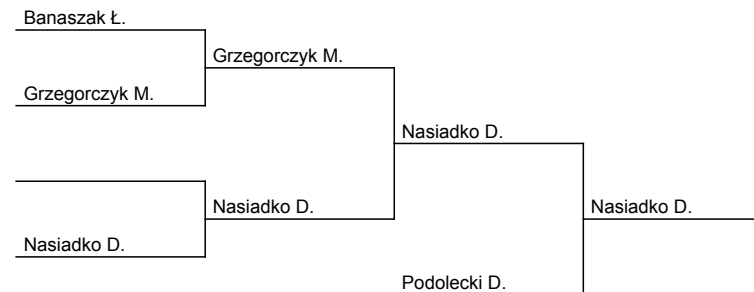 Banaszak Ł.
Grzegorczyk M.
Grzegorczyk M.
Nasiadko D.
Nasiadko D.
Nasiadko D.
Nasiadko D.
Podolecki D.